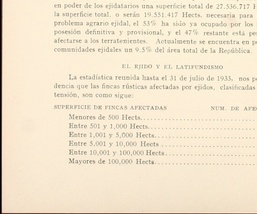 en poder de los ejidatarios una superficie total de 27.336.717 H
la superficie total, o serán 19.551.417 Hects. necesaria para
problema agrario ejidal, el 53% ha sido ya ocupado por los
posesión definitiva y provisional, y el 47% restante está pe
afectarse a los terratenientes. Actualmente se encuentra en p
comunidades ejidales un 9.5% del área total de la República.
EL EJIDO Y EL LATIFUNDISMO
La estadística reunida hasta el 31 de julio de 1933, nos p
dencia que las fincas rústicas afectadas por ejidos, clasificadas
tensión, son como sigue:
SUPERFICIE DE FINCAS AFECTADAS NUM. DE AFEC
Menores de 500 Hects.
Entre 501 y 1,000 Hects.
Entre 1,001 y 5,000 Hects.
Entre 5,001 y 10,000 Hects
Entre 10,001 y 100,000 Hects
Mayores de 100,000 Hects.